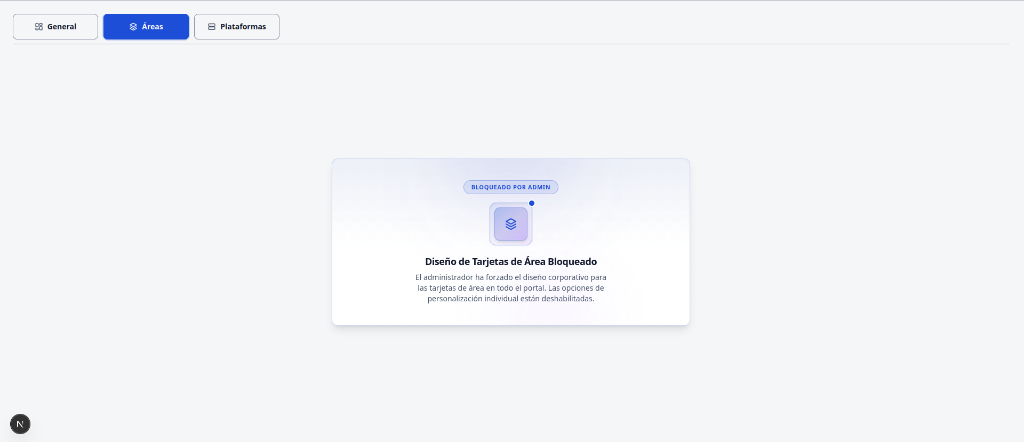 General
Áreas
Plataformas
BLOQUEADO POR ADMIN
Diseño de Tarjetas de Área Bloqueado
El administrador ha forzado el diseño corporativo para
las tarjetas de área en todo el portal. Las opciones de
personalización individual están deshabilitadas.
N